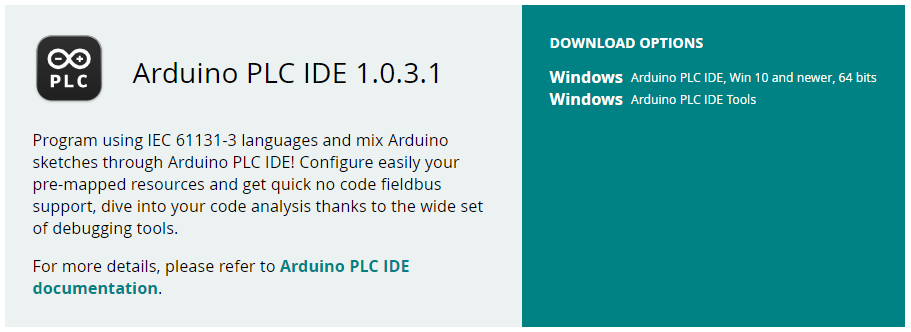 PLC
Arduino PLC IDE 1.0.3.1
Program using IEC 61131-3 languages and mix Arduino
sketches through Arduino PLC IDE! Configure easily your
pre-mapped resources and get quick no code fieldbus
support, dive into your code analysis thanks to the wide set
of debugging tools.
For more details, please refer to Arduino PLC IDE
documentation.
DOWNLOAD OPTIONS
Windows Arduino PLC IDE, Win 10 and newer, 64 bits
Windows Arduino PLC IDE Tools